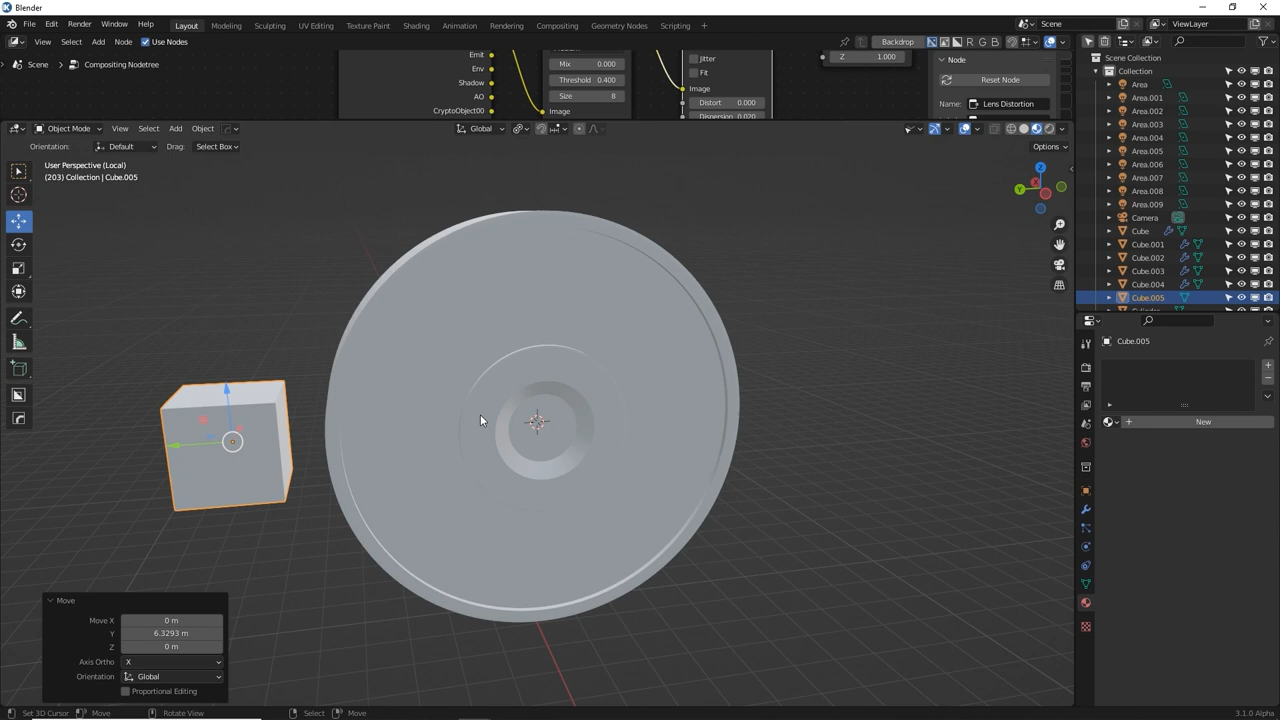 Blender
File Edit Render Window Help Layout Modeling Sculpting UV Editing Texture Paint Shading Animation Rendering Compositing Geometry Nodes Scripting + Scene ViewLayer
View Select Add Node Use Nodes Backdrop R G B
Scene > Compositing Nodetree
Emit
Env
Shadow
AO
CryptoObject00
Mix 0.000
Threshold 0.400
Size 8
Image
Jitter
Fit
Image
Distort 0.000
Dispersion 0.020
Z 1.000
Node
Reset Node
Name: Lens Distortion
Object Mode View Select Add Object Global
Orientation: Default Drag: Select Box Options
User Perspective (Local)
(203) Collection | Cube.005
Z
Y
Scene Collection
Collection
Area
Area.001
Area.002
Area.003
Area.004
Area.005
Area.006
Area.007
Area.008
Area.009
Camera
Cube
Cube.001
Cube.002
Cube.003
Cube.004
Cube.005
Cylinder
Cube.005
+ New
Move
Move X 0 m
Y 6.3293 m
Z 0 m
Axis Ortho X
Orientation Global
Proportional Editing
Set 3D Cursor Move Rotate View Select Move 3.1.0 Alpha